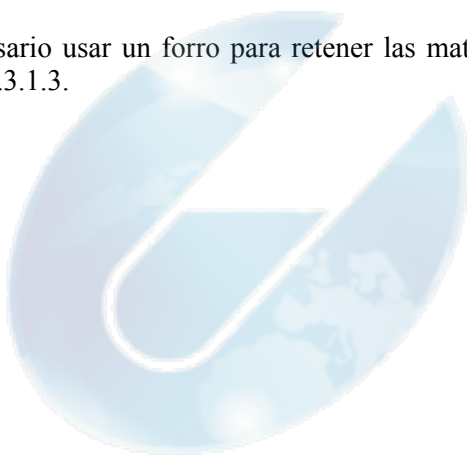 sario usar un forro para retener las mat
.3.1.3.